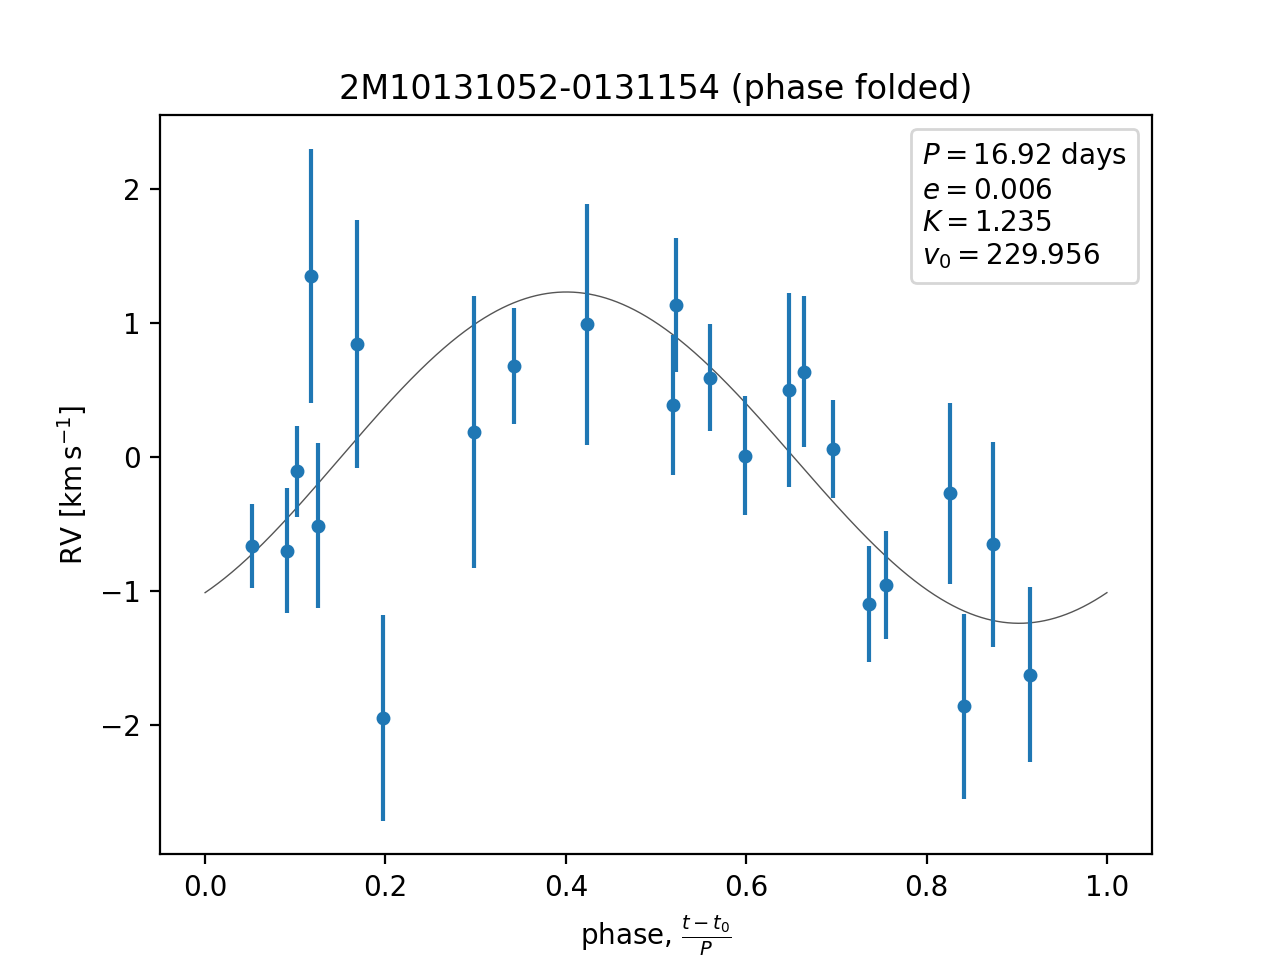 2M10131052-0131154 (phase folded)
P = 16.92 days
e = 0.006
K = 1.235
v₀ = 229.956
RV [km s⁻¹]
2
1
0
−1
−2
0.0 0.2 0.4 0.6 0.8 1.0
phase, (t − t₀)/P